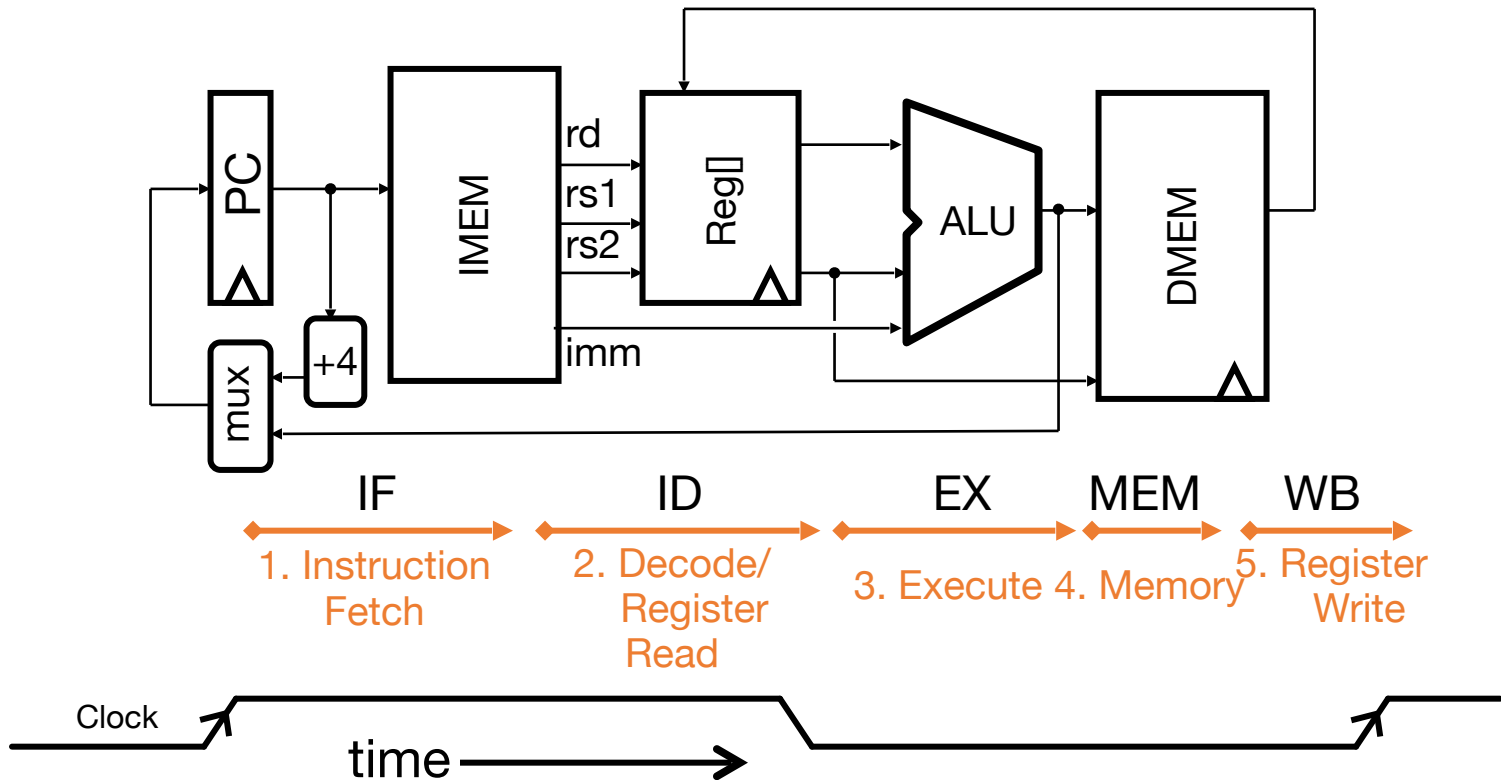 PC
+4
mux
IMEM
rd
rs1
rs2
imm
Reg[]
ALU
DMEM
IF
ID
EX
MEM
WB
1. Instruction
Fetch
2. Decode/
Register
Read
3. Execute
4. Memory
5. Register
Write
Clock
time